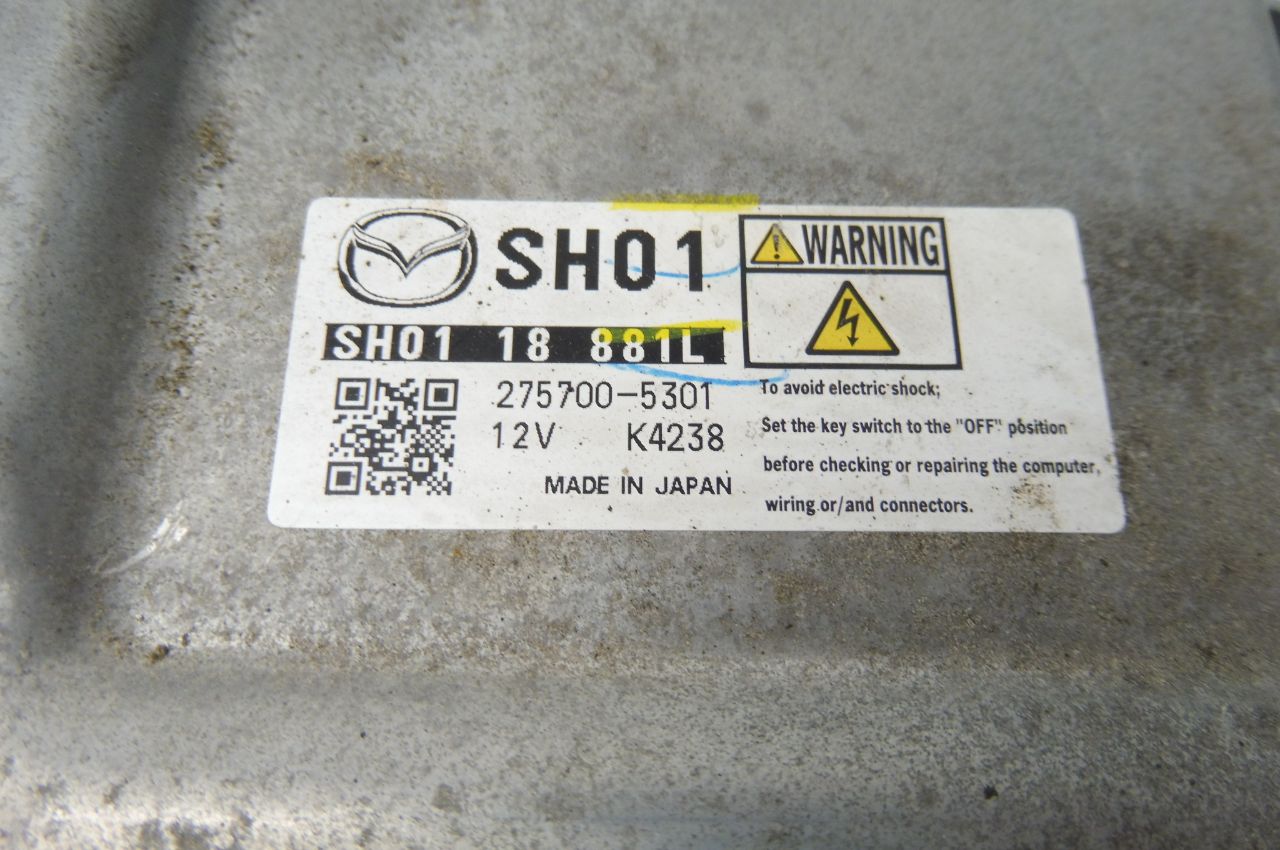 SH01
SH01 18 881L
275700-5301
12V K4238
MADE IN JAPAN
WARNING
To avoid electric shock;
Set the key switch to the "OFF" position
before checking or repairing the computer,
wiring or/and connectors.